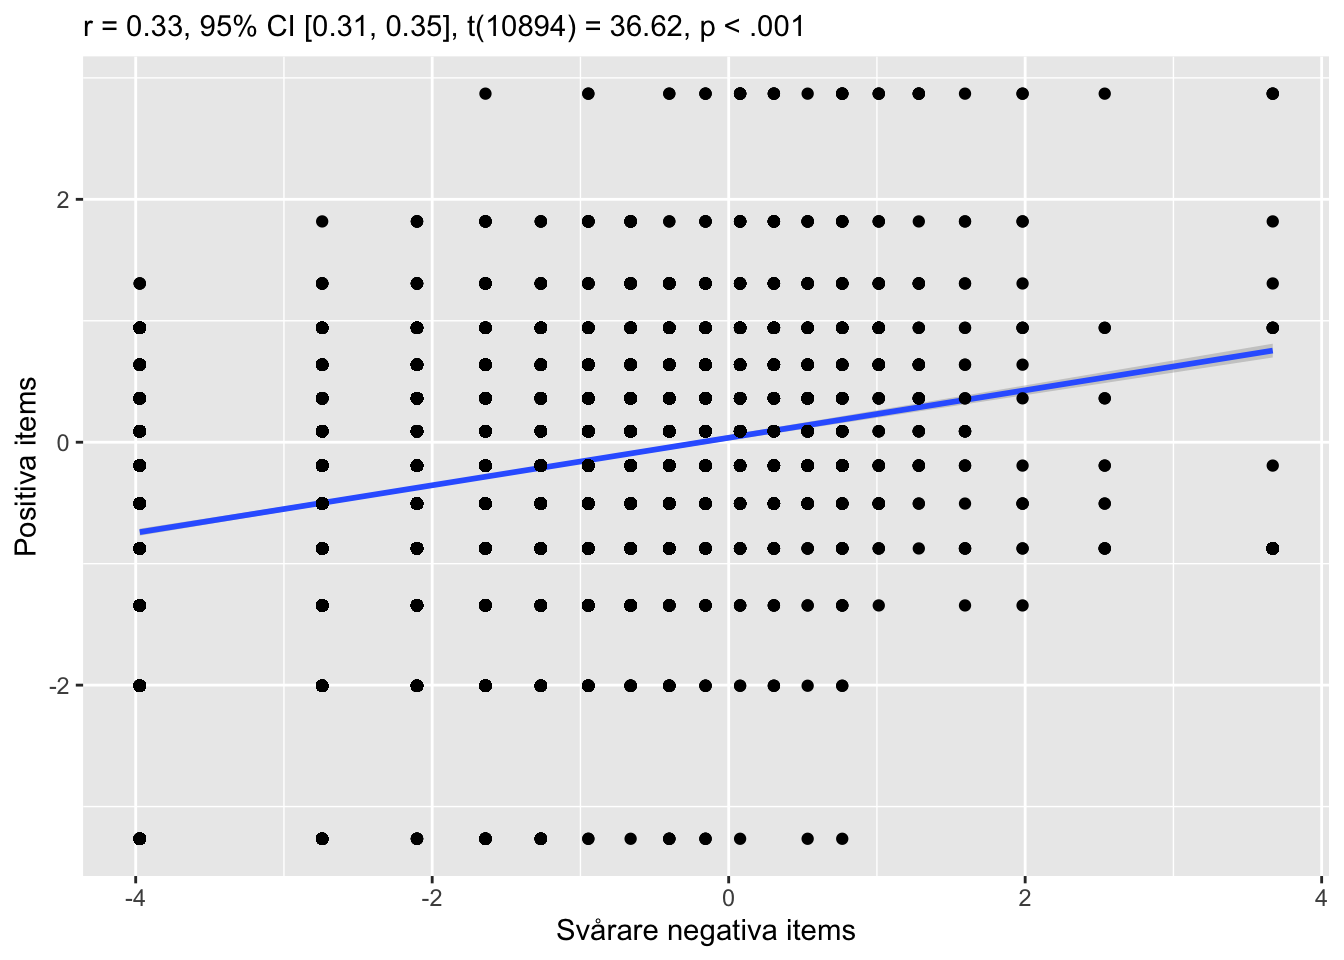 r = 0.33, 95% CI [0.31, 0.35], t(10894) = 36.62, p < .001
2
0
-2
Positiva items
-4
-2
0
2
4
Svårare negativa items